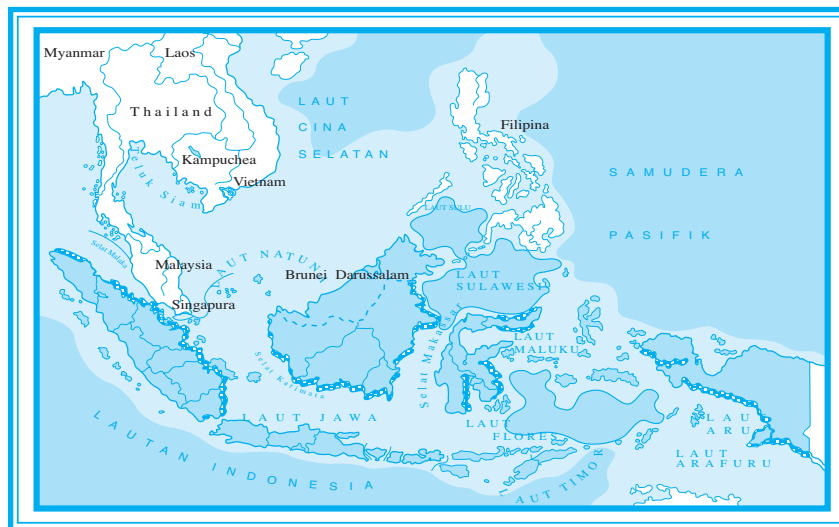 Myanmar
Laos
Thailand
Kampuchea
Vietnam
Teluk Siam
LAUT
CINA
SELATAN
Filipina
SAMUDERA
PASIFIK
LAUT SULU
Selat Malaka
Malaysia
Singapura
LAUT NATUNA
Brunei Darussalam
LAUT
SULAWESI
Selat Makassar
LAUT
MALUKU
Selat Karimata
LAUT JAWA
LAUT
FLORES
LAU
ARU
LAUT
ARAFURU
LAUT TIMOR
LAUTAN INDONESIA